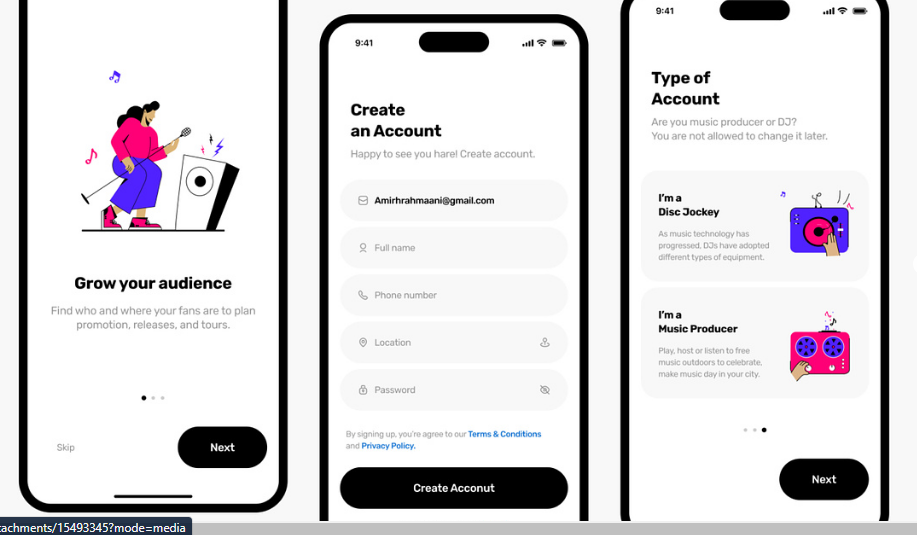 Grow your audience
Find who and where your fans are to plan
promotion, releases, and tours.
Skip
Next
tachments/15493345?mode=media
9:41
Create
an Account
Happy to see you hare! Create account.
Amirhrahmaani@gmail.com
Full name
Phone number
Location
Password
By signing up, you're agree to our Terms & Conditions
and Privacy Policy.
Create Acconut
9:41
Type of
Account
Are you music producer or DJ?
You are not allowed to change it later.
I'm a
Disc Jockey
As music technology has
progressed, DJs have adopted
different types of equipment.
I'm a
Music Producer
Play, host or listen to free
music outdoors to celebrate,
make music day in your city.
Next